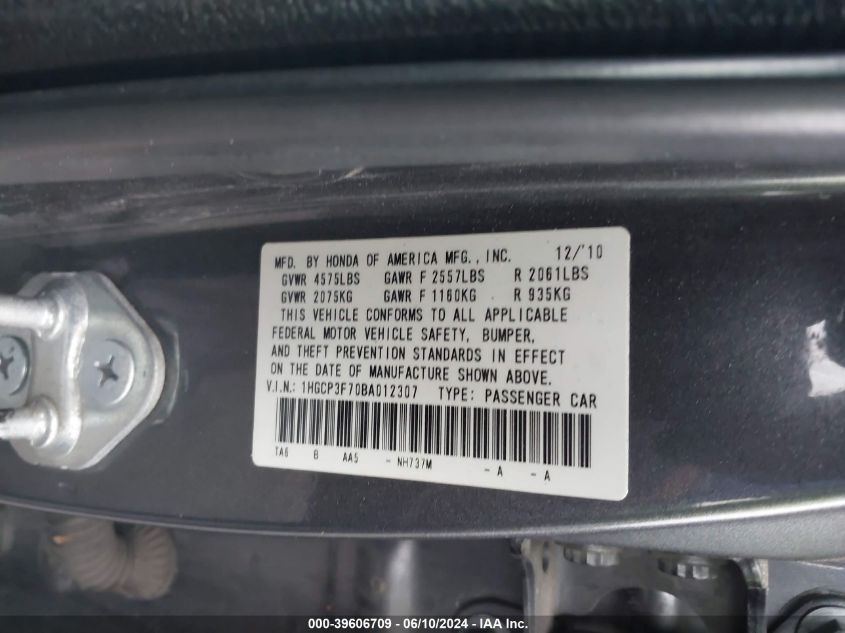 MFD. BY HONDA OF AMERICA MFG., INC. 12/'10
GVWR 4575LBS GAWR F 2557LBS R 2061LBS
GVWR 2075KG GAWR F 1160KG R 935KG
THIS VEHICLE CONFORMS TO ALL APPLICABLE
FEDERAL MOTOR VEHICLE SAFETY, BUMPER,
AND THEFT PREVENTION STANDARDS IN EFFECT
ON THE DATE OF MANUFACTURE SHOWN ABOVE.
V.I.N.: 1HGCP3F70BA012307 TYPE: PASSENGER CAR
TA6 B AA5 - NH737M - A - A
000-39606709 - 06/10/2024 - IAA Inc.